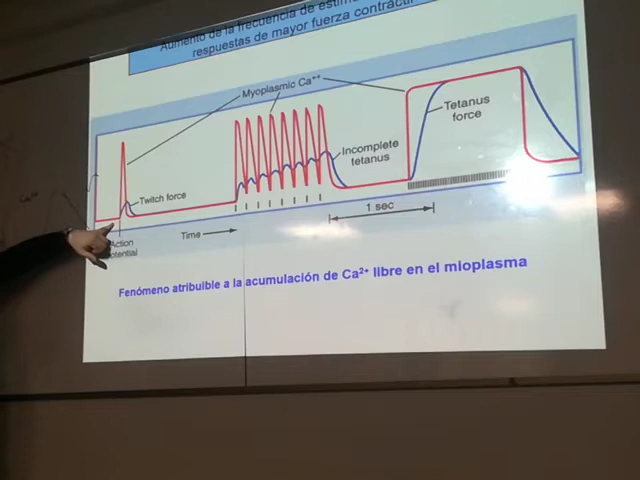 Aumento de la frecuencia de
respuestas de mayor fuerza contráctil
Myoplasmic Ca⁺⁺
Tetanus
force
Incomplete
tetanus
Twitch force
1 sec
Time
Action
potential
Fenómeno atribuible a la acumulación de Ca²⁺ libre en el mioplasma